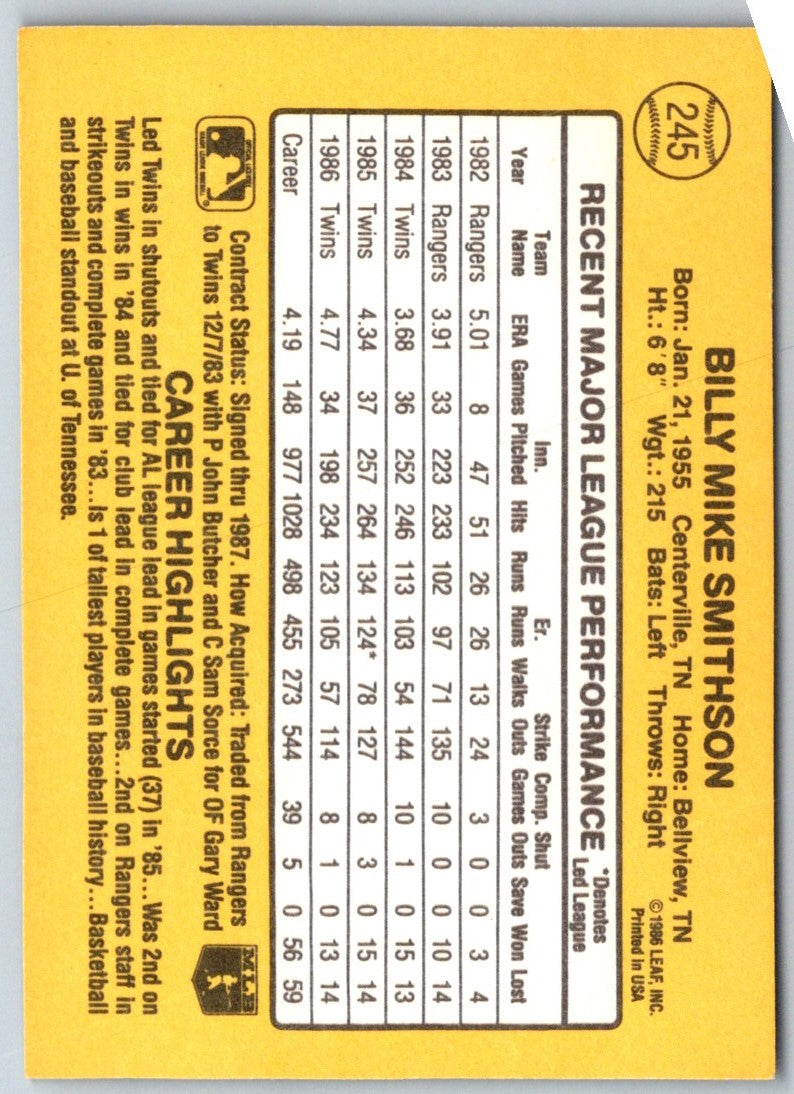 245
BILLY MIKE SMITHSON
Born: Jan. 21, 1955 Centerville, TN Home: Bellview, TN
Ht.: 6'8" Wgt.: 215 Bats: Left Throws: Right
© 1986 LEAF, INC.
Printed in USA
RECENT MAJOR LEAGUE PERFORMANCE *Denotes
Led League
Team Inn. Er. Strike Comp. Shut
Year Name ERA Games Pitched Hits Runs Runs Walks Outs Games Outs Save Won Lost
1982 Rangers 5.01 8 47 51 26 26 13 24 3 0 0 3 4
1983 Rangers 3.91 33 223 233 102 97 71 135 10 0 0 10 14
1984 Twins 3.68 36 252 246 113 103 54 144 10 1 0 15 13
1985 Twins 4.34 37 257 264 134 124* 78 127 8 3 0 15 14
1986 Twins 4.77 34 198 234 123 105 57 114 8 1 0 13 14
Career 4.19 148 977 1028 498 455 273 544 39 5 0 56 59
Contract Status: Signed thru 1987. How Acquired: Traded from Rangers
to Twins 12/7/83 with P John Butcher and C Sam Sorce for OF Gary Ward
MLB
CAREER HIGHLIGHTS
Led Twins in shutouts and tied for AL league lead in games started (37) in '85...Was 2nd on
Twins in wins in '84 and tied for club lead in complete games...2nd on Rangers staff in
strikeouts and complete games in '83...Is 1 of tallest players in baseball history...Basketball
and baseball standout at U. of Tennessee.